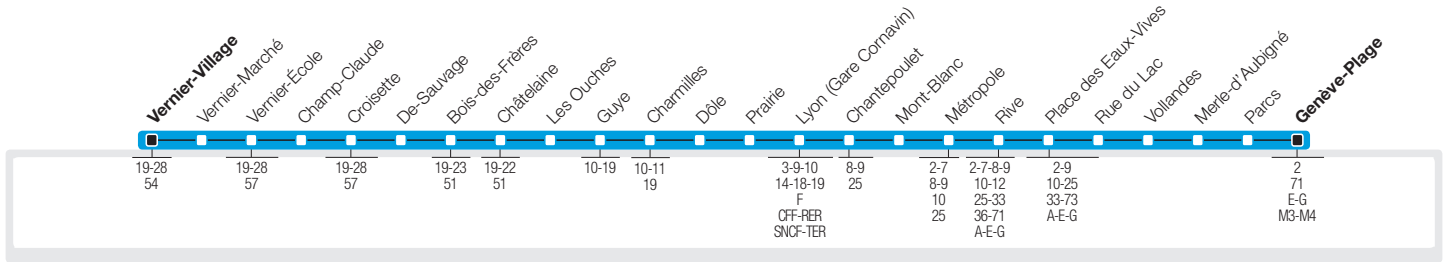 Vernier-Village
Vernier-Marché
Vernier-École
Champ-Claude
Croisette
De-Sauvage
Bois-des-Frères
Châtelaine
Les Ouches
Guye
Charmilles
Dôle
Prairie
Lyon (Gare Cornavin)
Chantepoulet
Mont-Blanc
Métropole
Rive
Place des Eaux-Vives
Rue du Lac
Vollandes
Merle-d'Aubigné
Parcs
Genève-Plage
19-28
54
19-28
57
19-28
57
19-23
51
19-22
51
10-19
10-11
19
3-9-10
14-18-19
F
CFF-RER
SNCF-TER
8-9
25
2-7
8-9
10
25
2-7-8-9
10-12
25-33
36-71
A-E-G
2-9
10-25
33-73
A-E-G
2
71
E-G
M3-M4